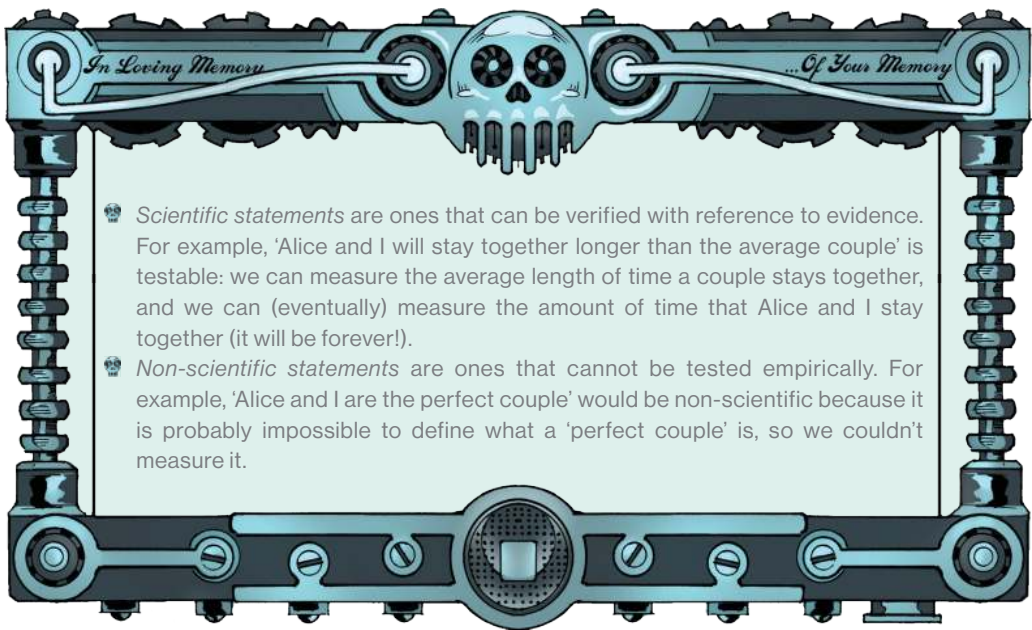 In Loving Memory
...Of Your Memory
Scientific statements are ones that can be verified with reference to evidence.
For example, ‘Alice and I will stay together longer than the average couple’ is
testable: we can measure the average length of time a couple stays together,
and we can (eventually) measure the amount of time that Alice and I stay
together (it will be forever!).
Non-scientific statements are ones that cannot be tested empirically. For
example, ‘Alice and I are the perfect couple’ would be non-scientific because it
is probably impossible to define what a ‘perfect couple’ is, so we couldn’t
measure it.